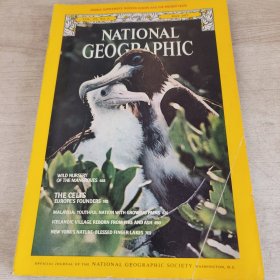 NATIONAL
GEOGRAPHIC
WILD NURSERY
OF THE MANGROVES
THE CELTS
EUROPE'S FOUNDERS
MALAYSIA: YOUTHFUL NATION WITH GROWING PAINS
ICELANDIC VILLAGE REBORN FROM FIRE AND ASH
NEW YORK'S NATURE-BLESSED FINGER LAKES
OFFICIAL JOURNAL OF THE NATIONAL GEOGRAPHIC SOCIETY WASHINGTON, D.C.